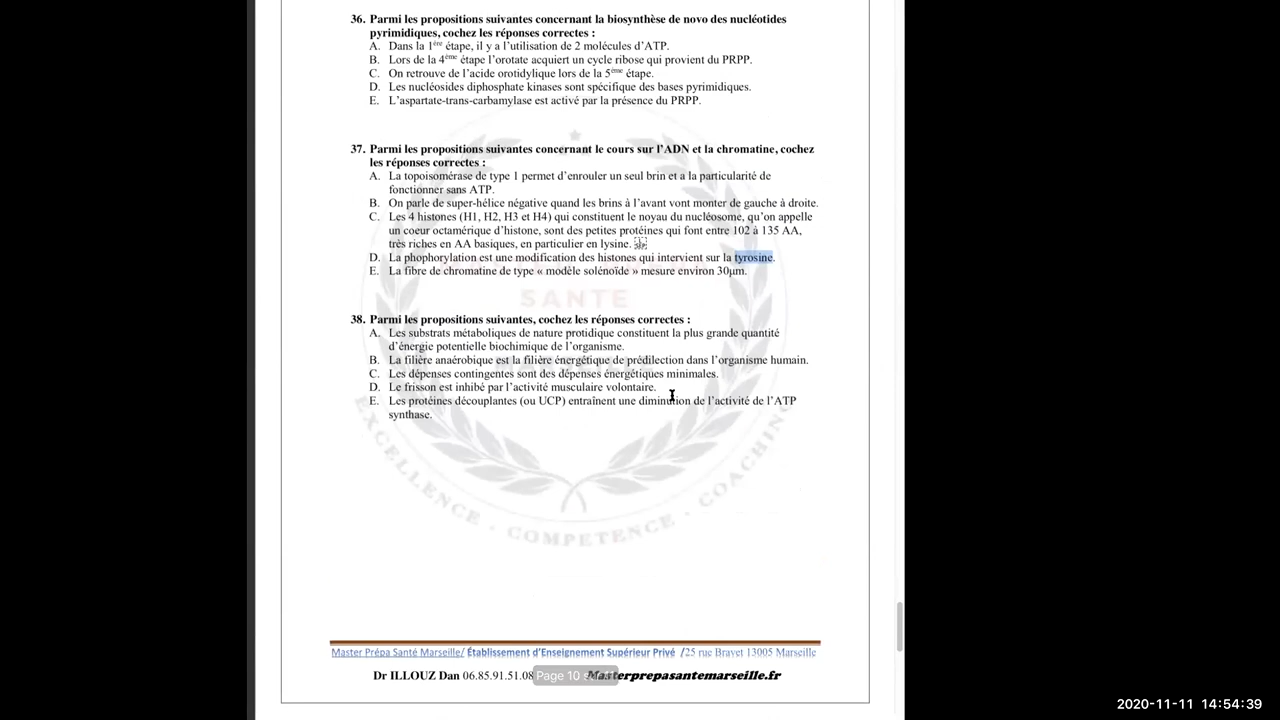 36. Parmi les propositions suivantes concernant la biosynthèse de novo des nucléotides
pyrimidiques, cochez les réponses correctes :
A. Dans la 1ère étape, il y a l’utilisation de 2 molécules d’ATP.
B. Lors de la 4ème étape l’orotate acquiert un cycle ribose qui provient du PRPP.
C. On retrouve de l’acide orotidylique lors de la 5ème étape.
D. Les nucléosides diphosphate kinases sont spécifique des bases pyrimidiques.
E. L’aspartate-trans-carbamylase est activé par la présence du PRPP.
37. Parmi les propositions suivantes concernant le cours sur l’ADN et la chromatine, cochez
les réponses correctes :
A. La topoisomérase de type 1 permet d’enrouler un seul brin et a la particularité de
fonctionner sans ATP.
B. On parle de super-hélice négative quand les brins à l’avant vont monter de gauche à droite.
C. Les 4 histones (H1, H2, H3 et H4) qui constituent le noyau du nucléosome, qu’on appelle
un coeur octamérique d’histone, sont des petites protéines qui font entre 102 à 135 AA,
très riches en AA basiques, en particulier en lysine.
D. La phophorylation est une modification des histones qui intervient sur la tyrosine.
E. La fibre de chromatine de type « modèle solénoïde » mesure environ 30µm.
SANTE
38. Parmi les propositions suivantes, cochez les réponses correctes :
A. Les substrats métaboliques de nature protidique constituent la plus grande quantité
d’énergie potentielle biochimique de l’organisme.
B. La filière anaérobique est la filière énergétique de prédilection dans l’organisme humain.
C. Les dépenses contingentes sont des dépenses énergétiques minimales.
D. Le frisson est inhibé par l’activité musculaire volontaire.
E. Les protéines découplantes (ou UCP) entraînent une diminution de l’activité de l’ATP
synthase.
EXCELLENCE · COMPETENCE · COACHING
Master Prépa Santé Marseille/ Établissement d’Enseignement Supérieur Privé /25 rue Bravet 13005 Marseille
Dr ILLOUZ Dan 06.85.91.51.08 Masterprepasantemarseille.fr
Page 10
2020-11-11 14:54:39